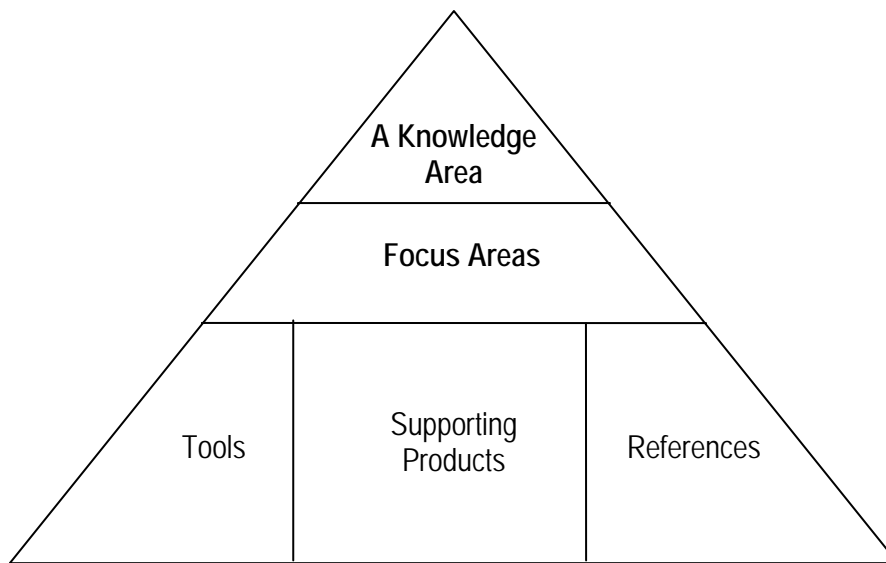 A Knowledge
Area
Focus Areas
Tools
Supporting
Products
References